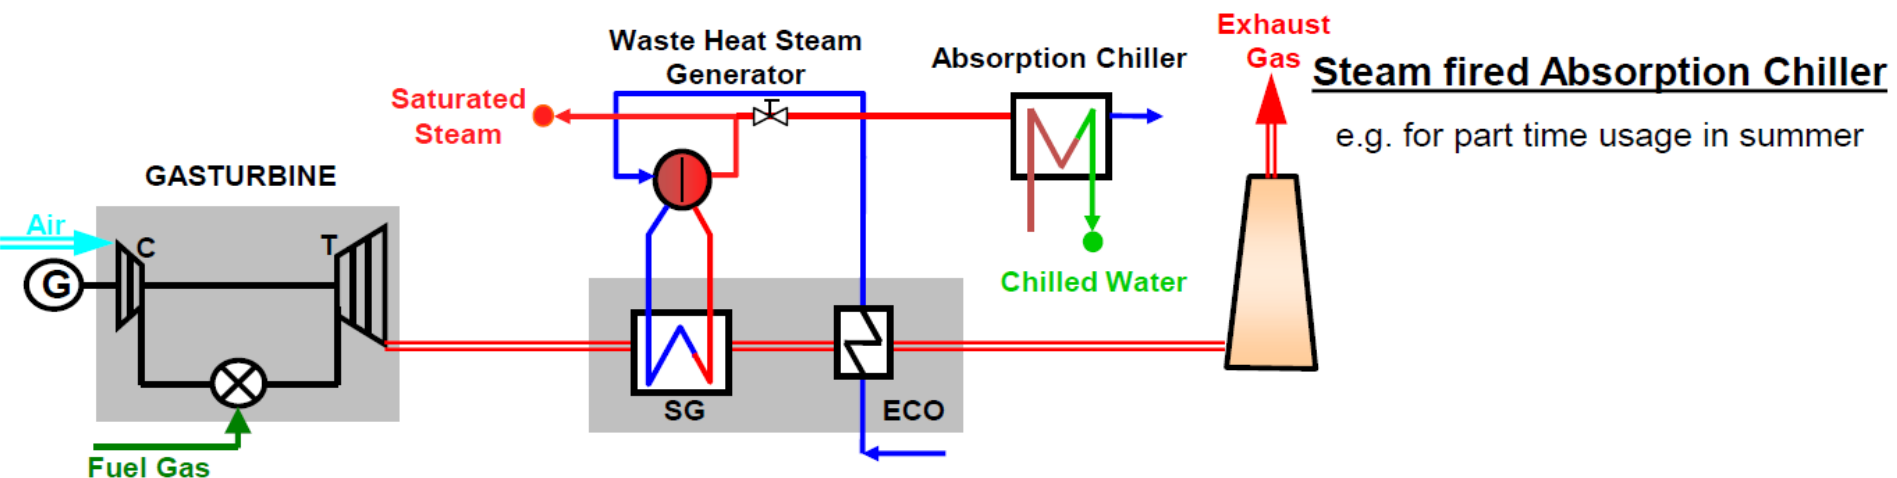 Exhaust
Gas
Steam fired Absorption Chiller
e.g. for part time usage in summer
Waste Heat Steam
Generator
Absorption Chiller
Saturated
Steam
GASTURBINE
Air
C
T
G
Chilled Water
SG
ECO
Fuel Gas